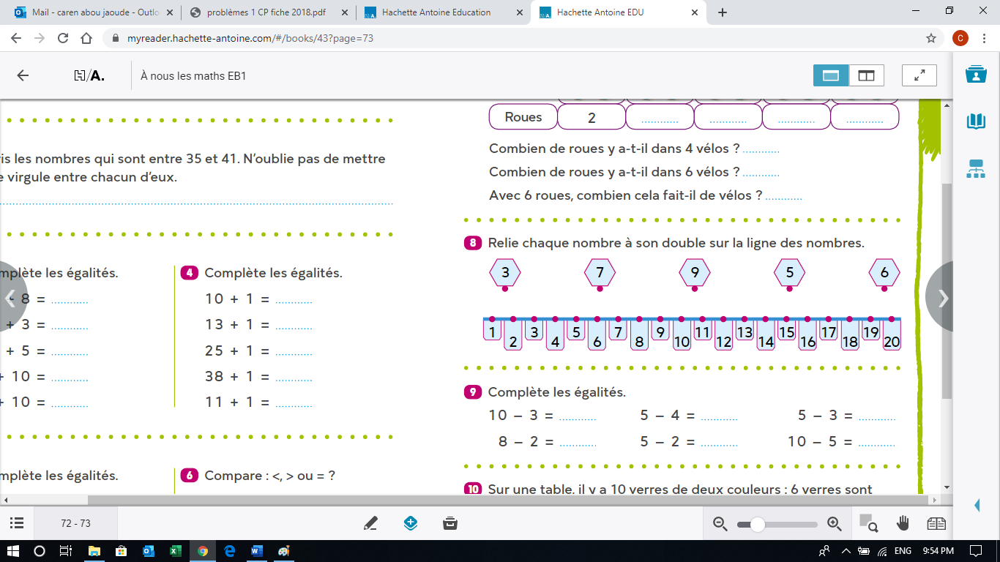 Mail - caren abou jaoude - Outlo
problèmes 1 CP fiche 2018.pdf
Hachette Antoine Education
Hachette Antoine EDU
myreader.hachette-antoine.com/#/books/43?page=73
C
H/A.
À nous les maths EB1
is les nombres qui sont entre 35 et 41. N'oublie pas de mettre
e virgule entre chacun d'eux.
mplète les égalités.
+ 8 = ............
+ 3 = ............
+ 5 = ............
+ 10 = ............
+ 10 = ............
4 Complète les égalités.
10 + 1 = ............
13 + 1 = ............
25 + 1 = ............
38 + 1 = ............
11 + 1 = ............
mplète les égalités.
6 Compare : <, > ou = ?
Roues 2 ............ ............ ............ ............
Combien de roues y a-t-il dans 4 vélos ? ............
Combien de roues y a-t-il dans 6 vélos ? ............
Avec 6 roues, combien cela fait-il de vélos ? ............
8 Relie chaque nombre à son double sur la ligne des nombres.
3 7 9 5 6
1 2 3 4 5 6 7 8 9 10 11 12 13 14 15 16 17 18 19 20
9 Complète les égalités.
10 – 3 = ............ 5 – 4 = ............ 5 – 3 = ............
8 – 2 = ............ 5 – 2 = ............ 10 – 5 = ............
10 Sur une table, il y a 10 verres de deux couleurs : 6 verres sont
72 - 73
ENG 9:54 PM